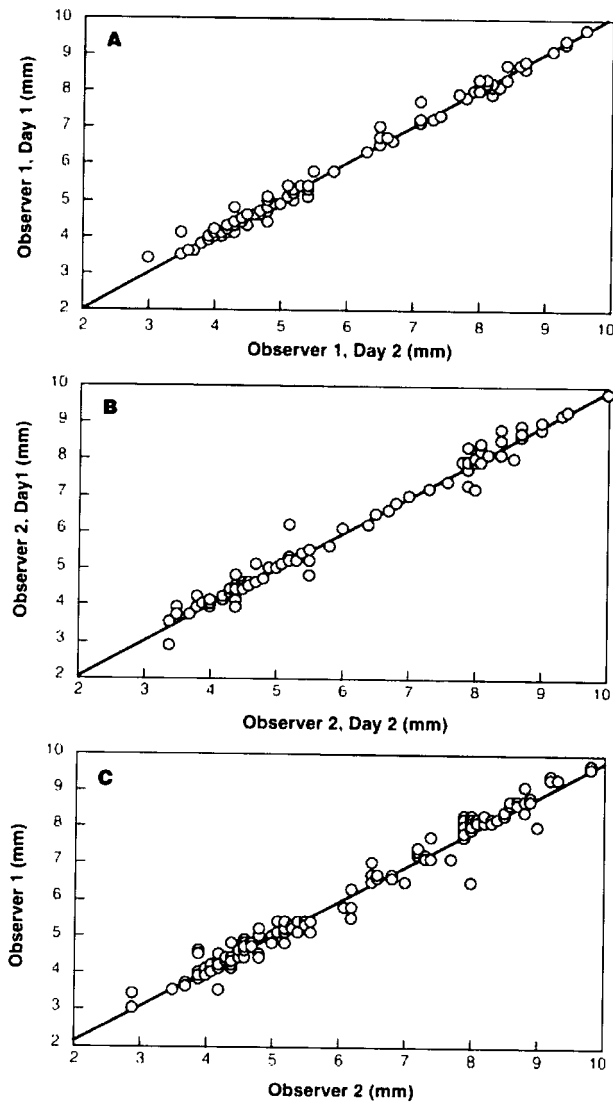 A
Observer 1, Day 1 (mm)
10
9
8
7
6
5
4
3
2
2 3 4 5 6 7 8 9 10
Observer 1, Day 2 (mm)
B
Observer 2, Day1 (mm)
10
9
8
7
6
5
4
3
2
2 3 4 5 6 7 8 9 10
Observer 2, Day 2 (mm)
C
Observer 1 (mm)
10
9
8
7
6
5
4
3
2
2 3 4 5 6 7 8 9 10
Observer 2 (mm)